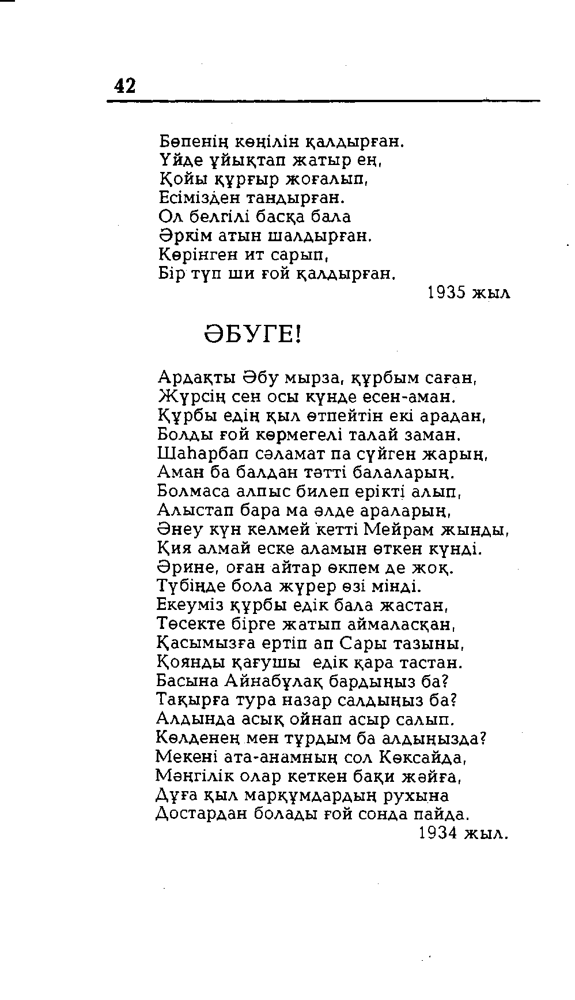 42
Бөпенің көңілін қалдырған.
Үйде ұйықтап жатыр ең,
Қойы құрғыр жоғалып,
Есімізден тандырған.
Ол белгілі басқа бала
Әркім атын шалдырған.
Көрінген ит сарып,
Бір түп ши ғой қалдырған.
1935 жыл
ӘБУГЕ!
Ардақты Әбу мырза, құрбым саған,
Жүрсің сен осы күнде есен-аман.
Құрбы едің қыл өтпейтін екі арадан,
Болды ғой көрмегелі талай заман.
Шаһарбап сәламат па сүйген жарың,
Аман ба балдан тәтті балаларың.
Болмаса алпыс билеп ерікті алып,
Алыстап бара ма әлде араларың,
Әнеу күн келмей кетті Мейрам жынды,
Қия алмай еске аламын өткен күнді.
Әрине, оған айтар өкпем де жоқ.
Түбіңде бола жүрер өзі мінді.
Екеуміз құрбы едік бала жастан,
Төсекте бірге жатып аймаласқан,
Қасымызға ертіп ап Сары тазыны,
Қоянды қағушы едік қара тастан.
Басына Айнабұлақ бардыңыз ба?
Тақырға тура назар салдыңыз ба?
Алдында асық ойнап асыр салып.
Көлденең мен тұрдым ба алдыңызда?
Мекені ата-анамның сол Көксайда,
Мәңгілік олар кеткен бақи жәйға,
Дұға қыл марқұмдардың рухына
Достардан болады ғой сонда пайда.
1934 жыл.